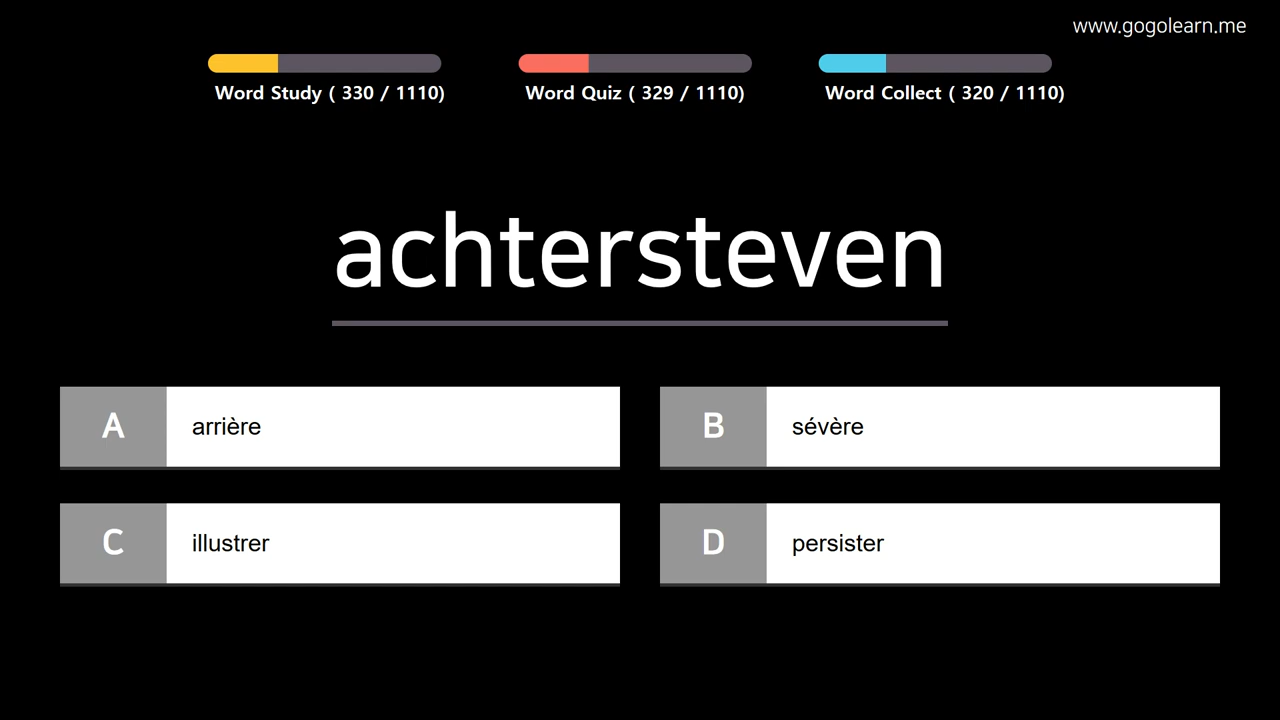 www.gogolearn.me
Word Study ( 330 / 1110)
Word Quiz ( 329 / 1110)
Word Collect ( 320 / 1110)
achtersteven
A arrière
B sévère
C illustrer
D persister